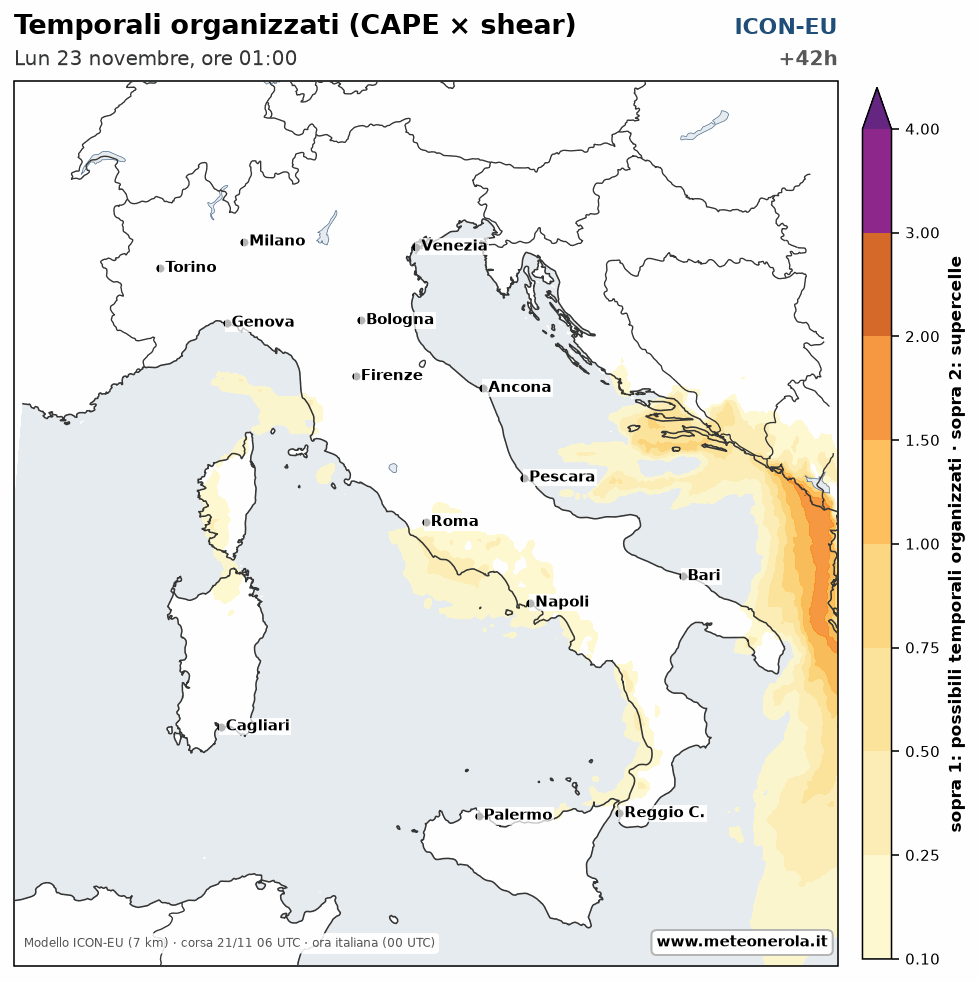 Temporali organizzati (CAPE × shear)
ICON-EU
Lun 23 novembre, ore 01:00
+42h
Milano
Venezia
Torino
Genova
Bologna
Firenze
Ancona
Pescara
Roma
Bari
Napoli
Cagliari
Palermo
Reggio C.
Modello ICON-EU (7 km) · corsa 21/11 06 UTC · ora italiana (00 UTC)
www.meteonerola.it
4.00
3.00
2.00
1.50
1.00
0.75
0.50
0.25
0.10
sopra 1: possibili temporali organizzati · sopra 2: supercelle